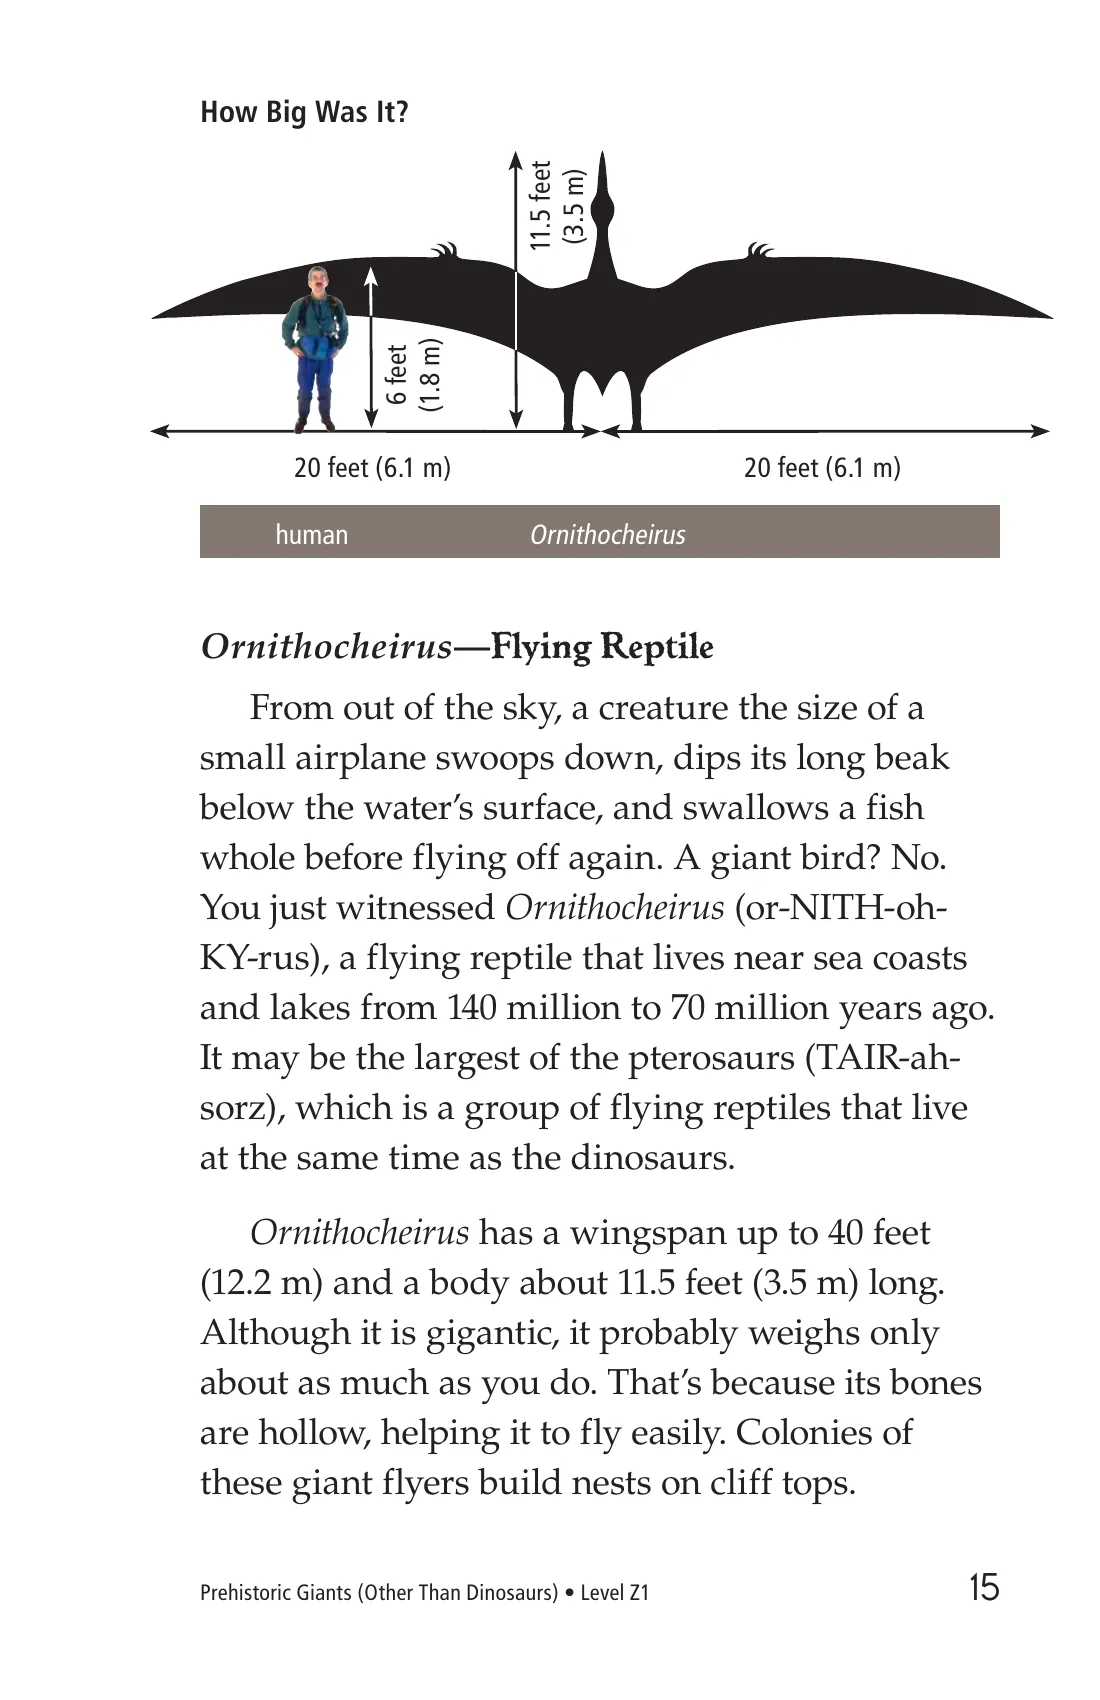 How Big Was It?
11.5 feet
(3.5 m)
6 feet
(1.8 m)
20 feet (6.1 m)
20 feet (6.1 m)
human
Ornithocheirus
Ornithocheirus—Flying Reptile
From out of the sky, a creature the size of a
small airplane swoops down, dips its long beak
below the water’s surface, and swallows a fish
whole before flying off again. A giant bird? No.
You just witnessed Ornithocheirus (or-NITH-oh-
KY-rus), a flying reptile that lives near sea coasts
and lakes from 140 million to 70 million years ago.
It may be the largest of the pterosaurs (TAIR-ah-
sorz), which is a group of flying reptiles that live
at the same time as the dinosaurs.
Ornithocheirus has a wingspan up to 40 feet
(12.2 m) and a body about 11.5 feet (3.5 m) long.
Although it is gigantic, it probably weighs only
about as much as you do. That’s because its bones
are hollow, helping it to fly easily. Colonies of
these giant flyers build nests on cliff tops.
Prehistoric Giants (Other Than Dinosaurs) • Level Z1
15